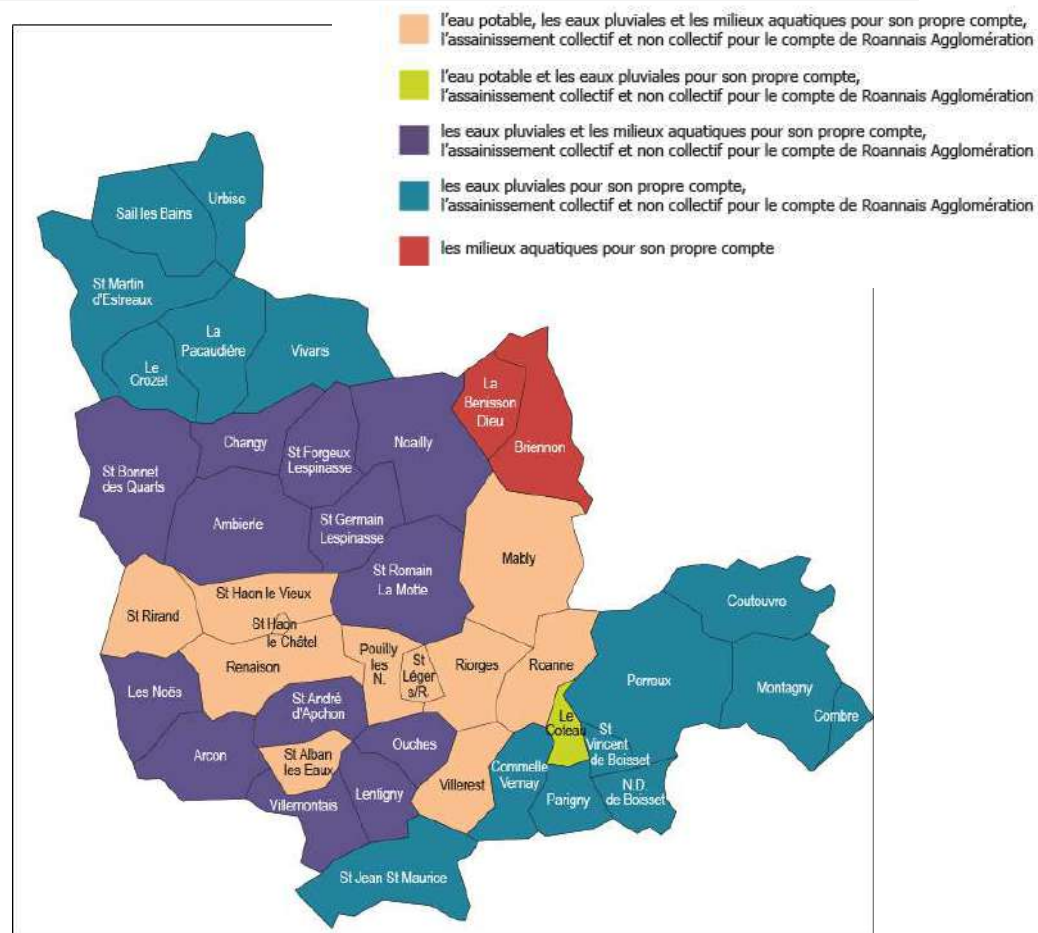 l'eau potable, les eaux pluviales et les milieux aquatiques pour son propre compte,
l'assainissement collectif et non collectif pour le compte de Roannais Agglomération
l'eau potable et les eaux pluviales pour son propre compte,
l'assainissement collectif et non collectif pour le compte de Roannais Agglomération
les eaux pluviales et les milieux aquatiques pour son propre compte,
l'assainissement collectif et non collectif pour le compte de Roannais Agglomération
les eaux pluviales pour son propre compte,
l'assainissement collectif et non collectif pour le compte de Roannais Agglomération
les milieux aquatiques pour son propre compte
Urbise
Sail les Bains
St Martin
d'Estreaux
La
Pacaudière
Vivans
Le
Crozet
La
Benisson
Dieu
Briennon
Changy
St Forgeux
Lespinasse
Noailly
St Bonnet
des Quarts
Ambierle
St Germain
Lespinasse
St Romain
La Motte
Mably
St Rirand
St Haon le Vieux
St Haon
le Châtel
Renaison
Pouilly
les N.
St
Léger
s/R.
Riorges
Roanne
Coutouvre
Perreux
Montagny
Combre
Les Noës
St André
d'Apchon
Le
Coteau
St
Vincent
de Boisset
Arcon
St Alban
les Eaux
Ouches
Villerest
Commelle
Vernay
Parigny
N.D.
de Boisset
Villemontais
Lentigny
St Jean St Maurice